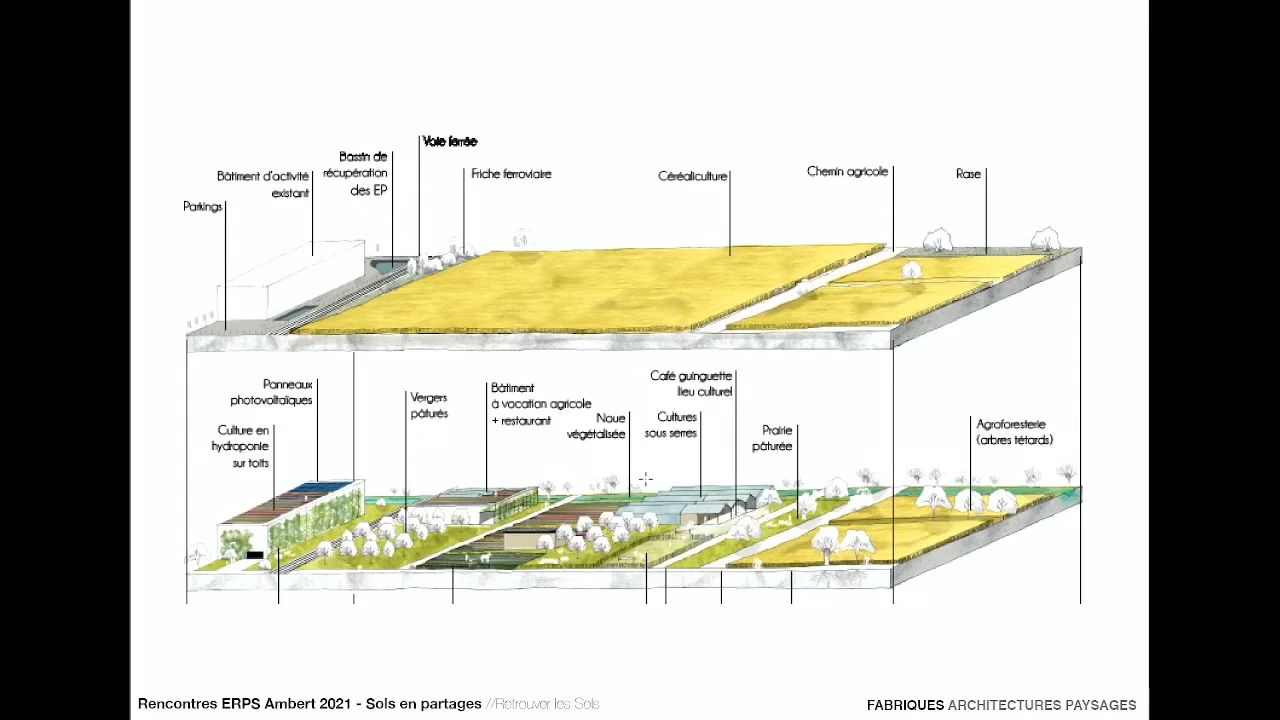 Voie ferrée
Bassin de
récupération
des EP
Bâtiment d'activité
existant
Friche ferroviaire
Céréaliculture
Chemin agricole
Rase
Parkings
Panneaux
photovoltaïques
Culture en
hydroponie
sur toits
Vergers
pâturés
Bâtiment
à vocation agricole
+ restaurant
Noue
végétalisée
Café guinguette
lieu culturel
Cultures
sous serres
Prairie
pâturée
Agroforesterie
(arbres têtards)
Rencontres ERPS Ambert 2021 - Sols en partages //Retrouver les Sols
FABRIQUES ARCHITECTURES PAYSAGES